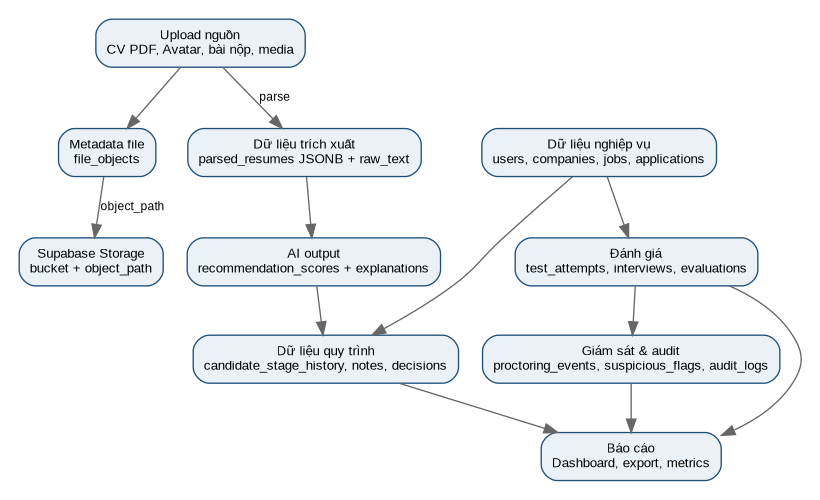 Upload nguồn
CV PDF, Avatar, bài nộp, media
parse
Metadata file
file_objects
Dữ liệu trích xuất
parsed_resumes JSONB + raw_text
Dữ liệu nghiệp vụ
users, companies, jobs, applications
object_path
Supabase Storage
bucket + object_path
AI output
recommendation_scores + explanations
Đánh giá
test_attempts, interviews, evaluations
Dữ liệu quy trình
candidate_stage_history, notes, decisions
Giám sát & audit
proctoring_events, suspicious_flags, audit_logs
Báo cáo
Dashboard, export, metrics